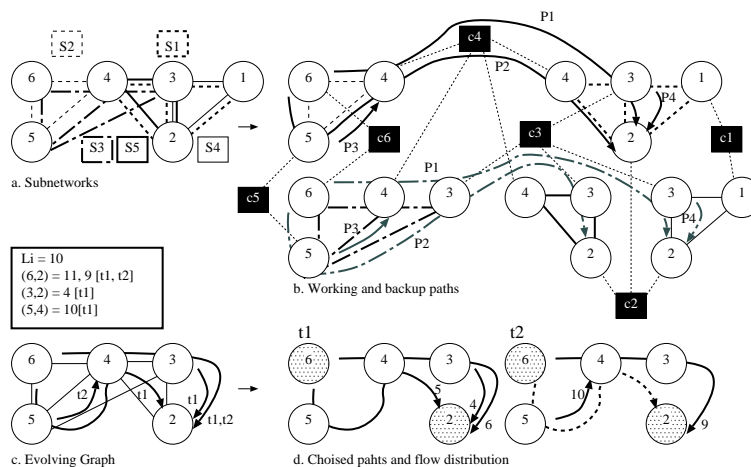 S2
S1
6
4
3
1
5
2
S3
S5
S4
a. Subnetworks
P1
c4
P2
6
4
4
3
1
P4
5
P3
c6
2
c3
c1
c5
P1
6
4
3
4
3
3
1
P3
P2
P4
5
2
2
c2
b. Working and backup paths
Li = 10
(6,2) = 11, 9 [t1, t2]
(3,2) = 4 [t1]
(5,4) = 10[t1]
6
4
3
t2
t1
t1
5
2
t1,t2
c. Evolving Graph
t1
6
4
3
5
4
5
2
6
t2
6
4
3
10
5
2
9
d. Choised pahts and flow distribution